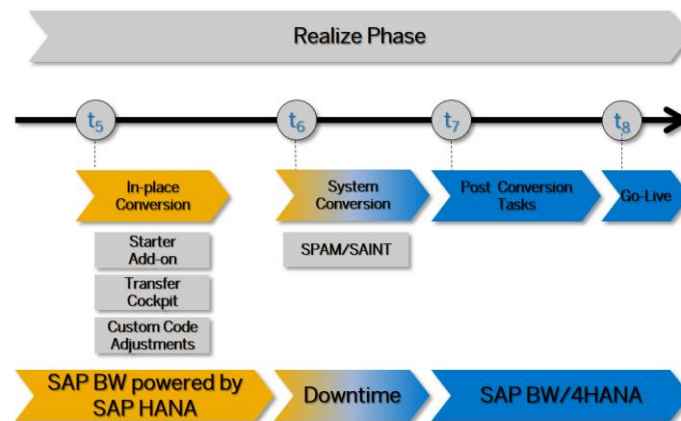 Realize Phase
t5
t6
t7
t8
In-place
Conversion
System
Conversion
Post Conversion
Tasks
Go-Live
Starter
Add-on
SPAM/SAINT
Transfer
Cockpit
Custom Code
Adjustments
SAP BW powered by
SAP HANA
Downtime
SAP BW/4HANA